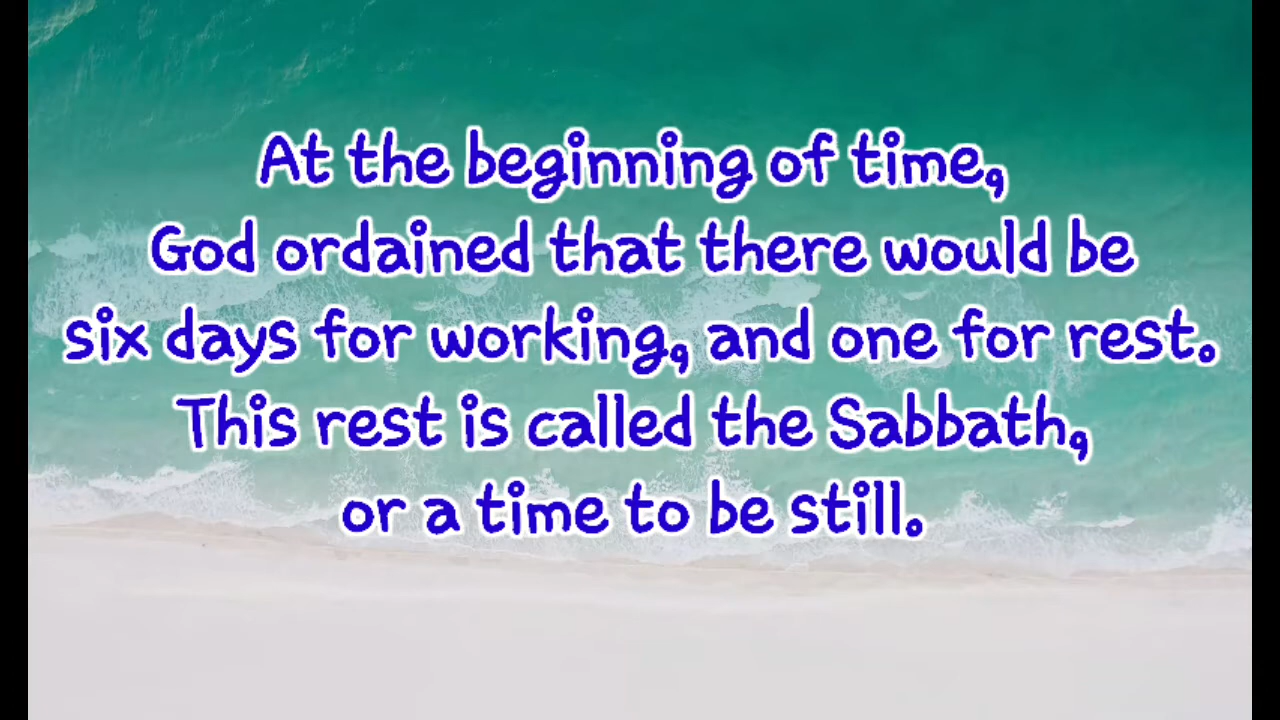 At the beginning of time,
God ordained that there would be
six days for working, and one for rest.
This rest is called the Sabbath,
or a time to be still.